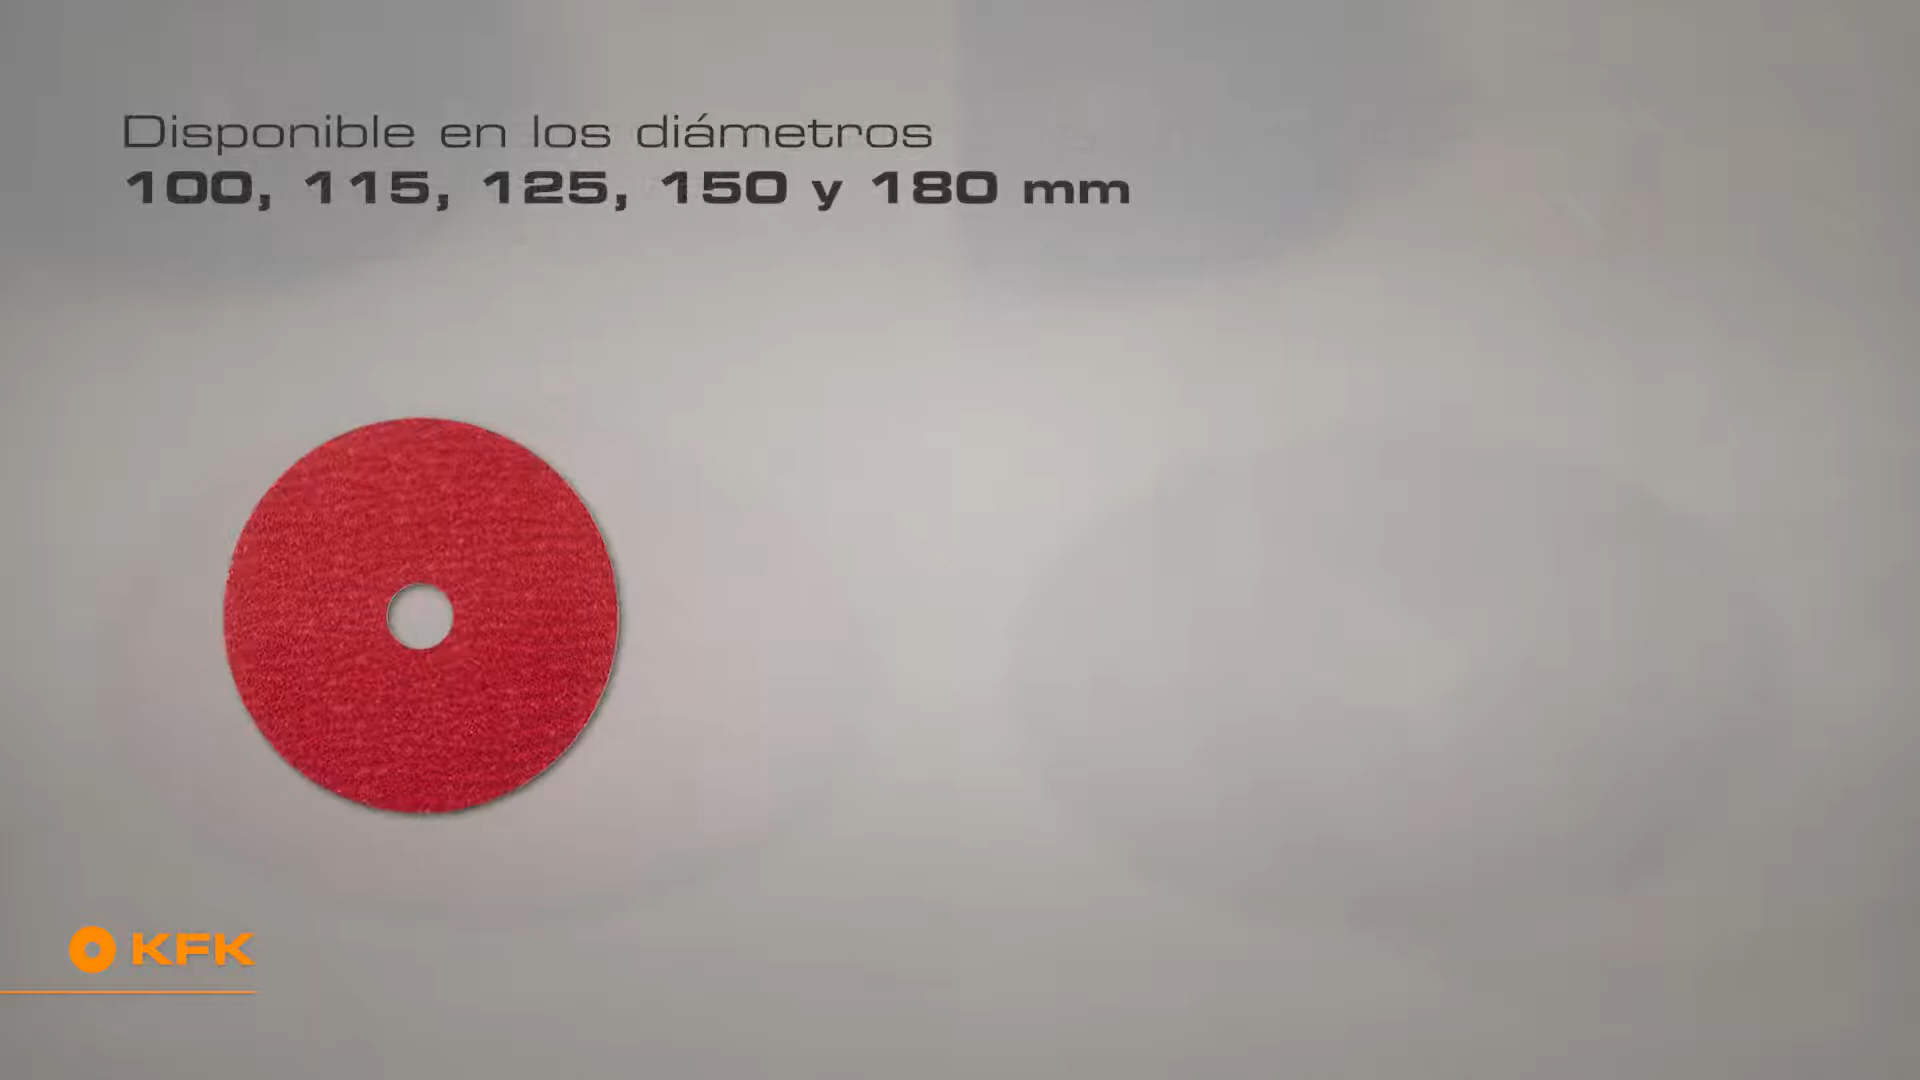 Disponible en los diámetros
100, 115, 125, 150 y 180 mm
KFK